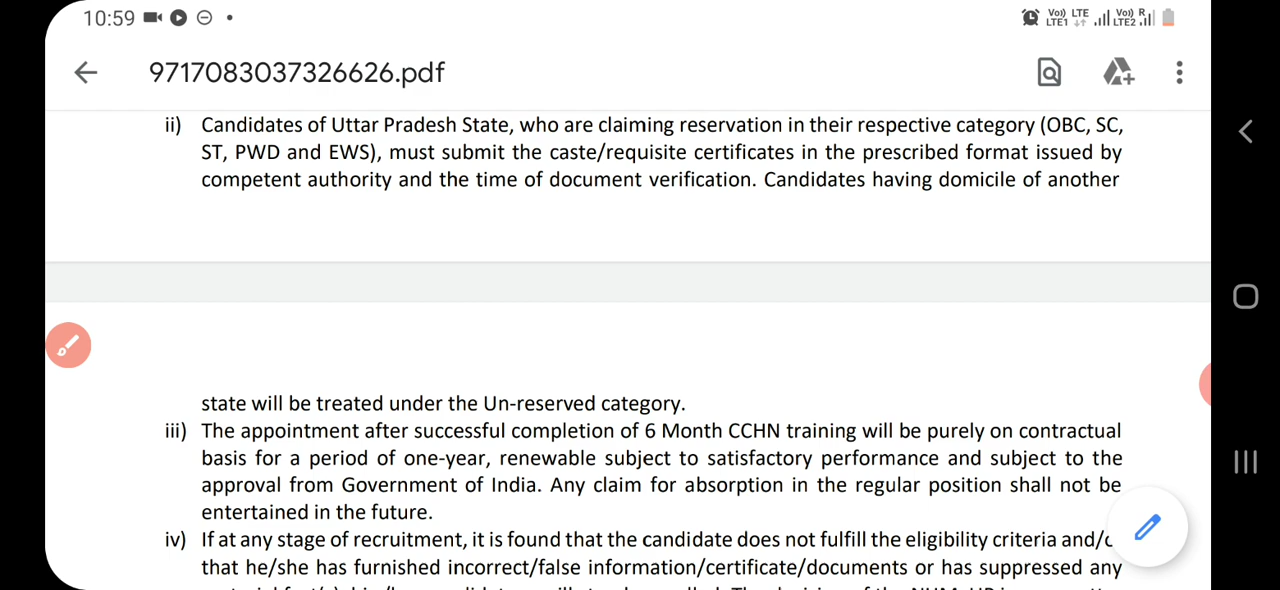 10:59
Vo) LTE Vo) R
LTE1 LTE2
9717083037326626.pdf
ii) Candidates of Uttar Pradesh State, who are claiming reservation in their respective category (OBC, SC,
ST, PWD and EWS), must submit the caste/requisite certificates in the prescribed format issued by
competent authority and the time of document verification. Candidates having domicile of another
state will be treated under the Un-reserved category.
iii) The appointment after successful completion of 6 Month CCHN training will be purely on contractual
basis for a period of one-year, renewable subject to satisfactory performance and subject to the
approval from Government of India. Any claim for absorption in the regular position shall not be
entertained in the future.
iv) If at any stage of recruitment, it is found that the candidate does not fulfill the eligibility criteria and/
that he/she has furnished incorrect/false information/certificate/documents or has suppressed any